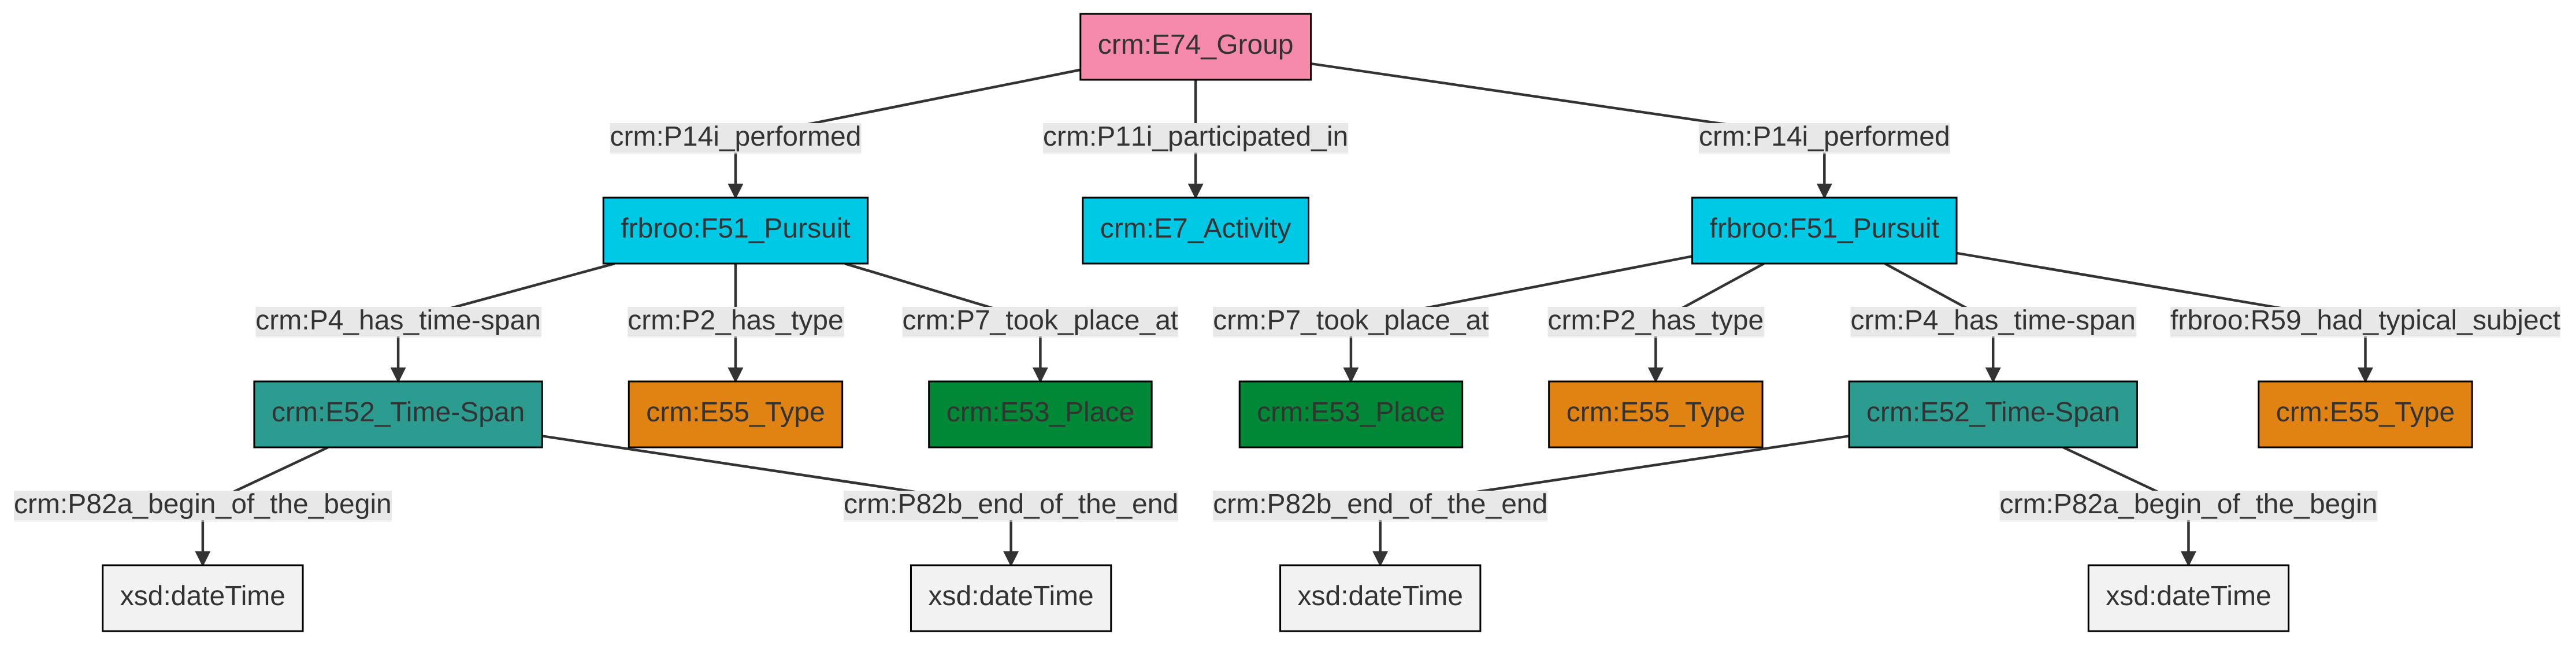 crm:E74_Group
crm:P14i_performed
crm:P11i_participated_in
crm:P14i_performed
frbroo:F51_Pursuit
crm:E7_Activity
frbroo:F51_Pursuit
crm:P4_has_time-span
crm:P2_has_type
crm:P7_took_place_at
crm:P7_took_place_at
crm:P2_has_type
crm:P4_has_time-span
frbroo:R59_had_typical_subject
crm:E52_Time-Span
crm:E55_Type
crm:E53_Place
crm:E53_Place
crm:E55_Type
crm:E52_Time-Span
crm:E55_Type
crm:P82a_begin_of_the_begin
crm:P82b_end_of_the_end
crm:P82b_end_of_the_end
crm:P82a_begin_of_the_begin
xsd:dateTime
xsd:dateTime
xsd:dateTime
xsd:dateTime